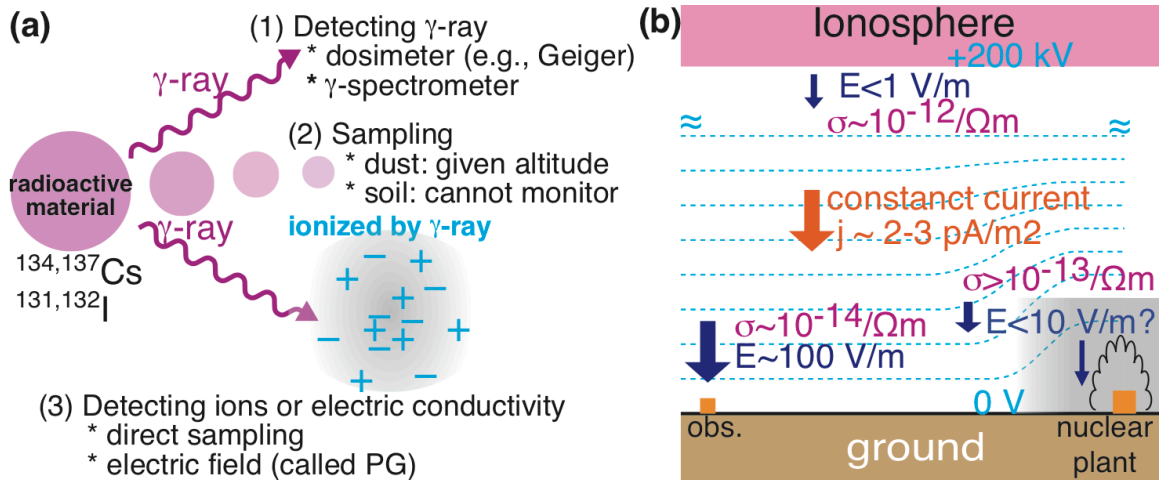 (a)
(1) Detecting γ-ray
* dosimeter (e.g., Geiger)
* γ-spectrometer
γ-ray
(2) Sampling
* dust: given altitude
* soil: cannot monitor
radioactive
material
γ-ray
ionized by γ-ray
134,137Cs
131,132I
(3) Detecting ions or electric conductivity
* direct sampling
* electric field (called PG)
(b)
Ionosphere
+200 kV
E<1 V/m
≈ σ~10-12/Ωm ≈
constanct current
j ~ 2-3 pA/m2
σ>10-13/Ωm
σ~10-14/Ωm
E<10 V/m?
E~100 V/m
0 V
obs.
ground
nuclear
plant